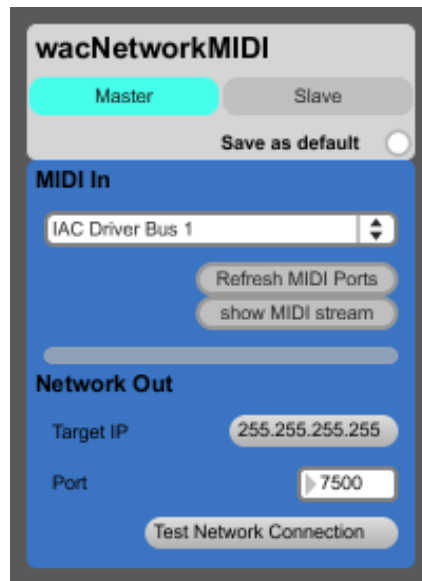 wacNetworkMIDI
Master Slave
Save as default
MIDI In
IAC Driver Bus 1
Refresh MIDI Ports
show MIDI stream
Network Out
Target IP 255.255.255.255
Port 7500
Test Network Connection